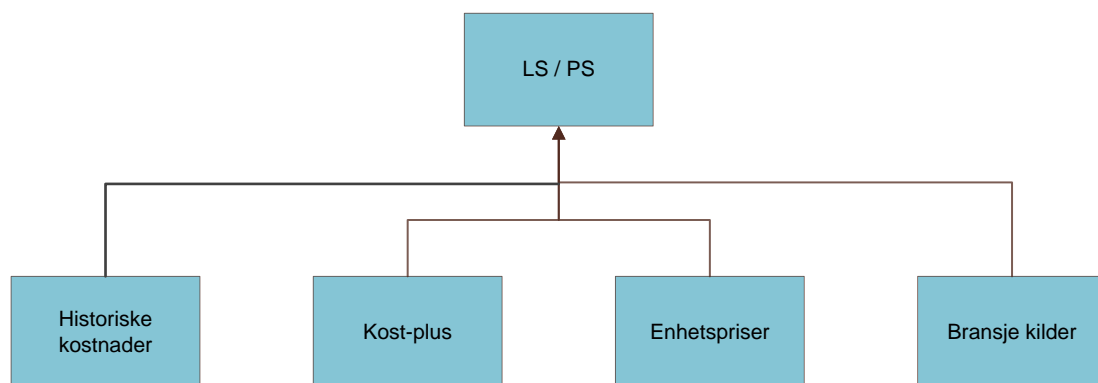 LS / PS
Historiske
kostnader
Kost-plus
Enhetspriser
Bransje kilder